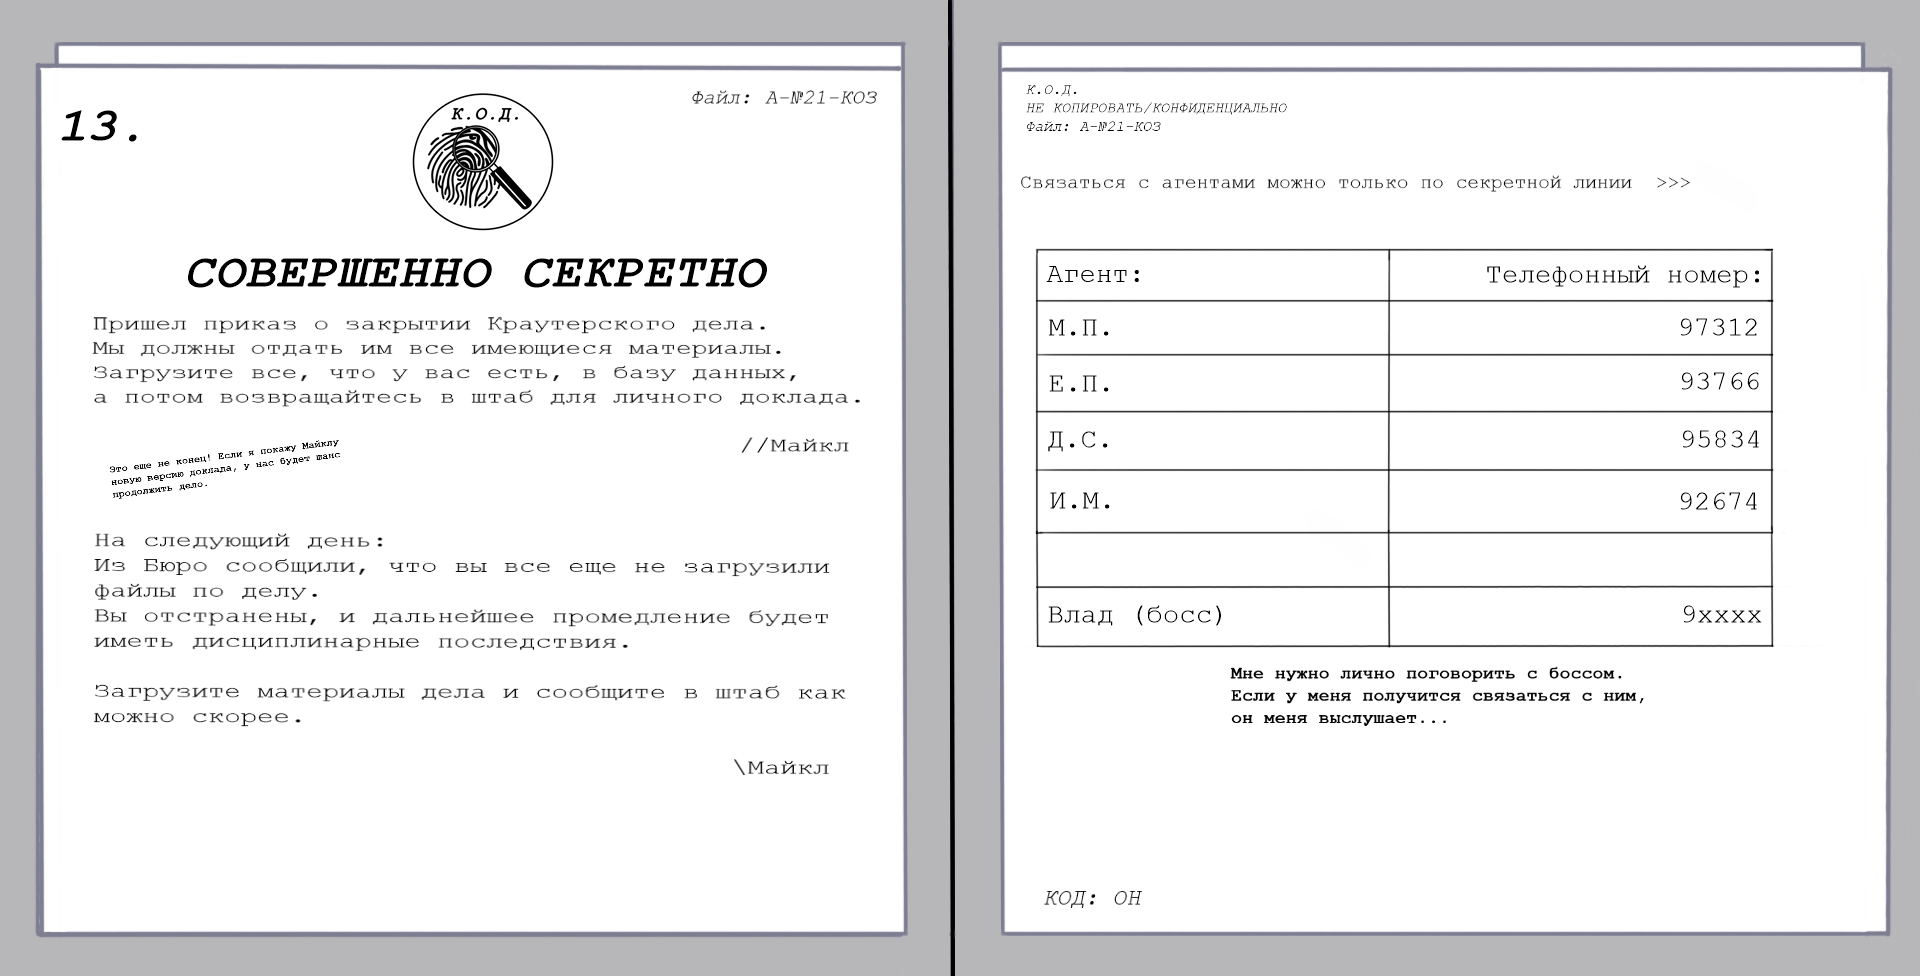 13.
К.О.Д.
Файл: А-№21-КОЗ
СОВЕРШЕННО СЕКРЕТНО
Пришел приказ о закрытии Краутерского дела.
Мы должны отдать им все имеющиеся материалы.
Загрузите все, что у вас есть, в базу данных,
а потом возвращайтесь в штаб для личного доклада.
//Майкл
Это еще не конец! Если я покажу Майклу
новую версию доклада, у нас будет шанс
продолжить дело.
На следующий день:
Из Бюро сообщили, что вы все еще не загрузили
файлы по делу.
Вы отстранены, и дальнейшее промедление будет
иметь дисциплинарные последствия.
Загрузите материалы дела и сообщите в штаб как
можно скорее.
\Майкл
К.О.Д.
НЕ КОПИРОВАТЬ/КОНФИДЕНЦИАЛЬНО
Файл: А-№21-КОЗ
Связаться с агентами можно только по секретной линии >>>
Агент: Телефонный номер:
М.П. 97312
Е.П. 93766
Д.С. 95834
И.М. 92674
Влад (босс) 9xxxx
Мне нужно лично поговорить с боссом.
Если у меня получится связаться с ним,
он меня выслушает...
КОД: ОН